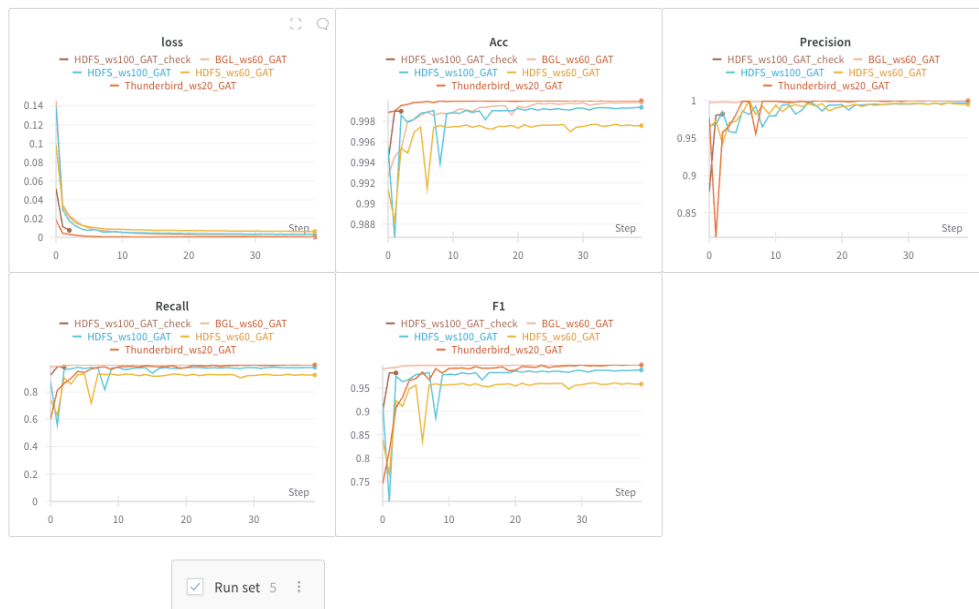 loss
HDFS_ws100_GAT_check BGL_ws60_GAT
HDFS_ws100_GAT HDFS_ws60_GAT
Thunderbird_ws20_GAT
0.14
0.12
0.1
0.08
0.06
0.04
0.02
0
Step
0 10 20 30
Acc
HDFS_ws100_GAT_check BGL_ws60_GAT
HDFS_ws100_GAT HDFS_ws60_GAT
Thunderbird_ws20_GAT
0.998
0.996
0.994
0.992
0.99
0.988
Step
0 10 20 30
Precision
HDFS_ws100_GAT_check BGL_ws60_GAT
HDFS_ws100_GAT HDFS_ws60_GAT
Thunderbird_ws20_GAT
1
0.95
0.9
0.85
Step
0 10 20 30
Recall
HDFS_ws100_GAT_check BGL_ws60_GAT
HDFS_ws100_GAT HDFS_ws60_GAT
Thunderbird_ws20_GAT
0.8
0.6
0.4
0.2
0
Step
0 10 20 30
F1
HDFS_ws100_GAT_check BGL_ws60_GAT
HDFS_ws100_GAT HDFS_ws60_GAT
Thunderbird_ws20_GAT
0.95
0.9
0.85
0.8
0.75
Step
0 10 20 30
Run set 5